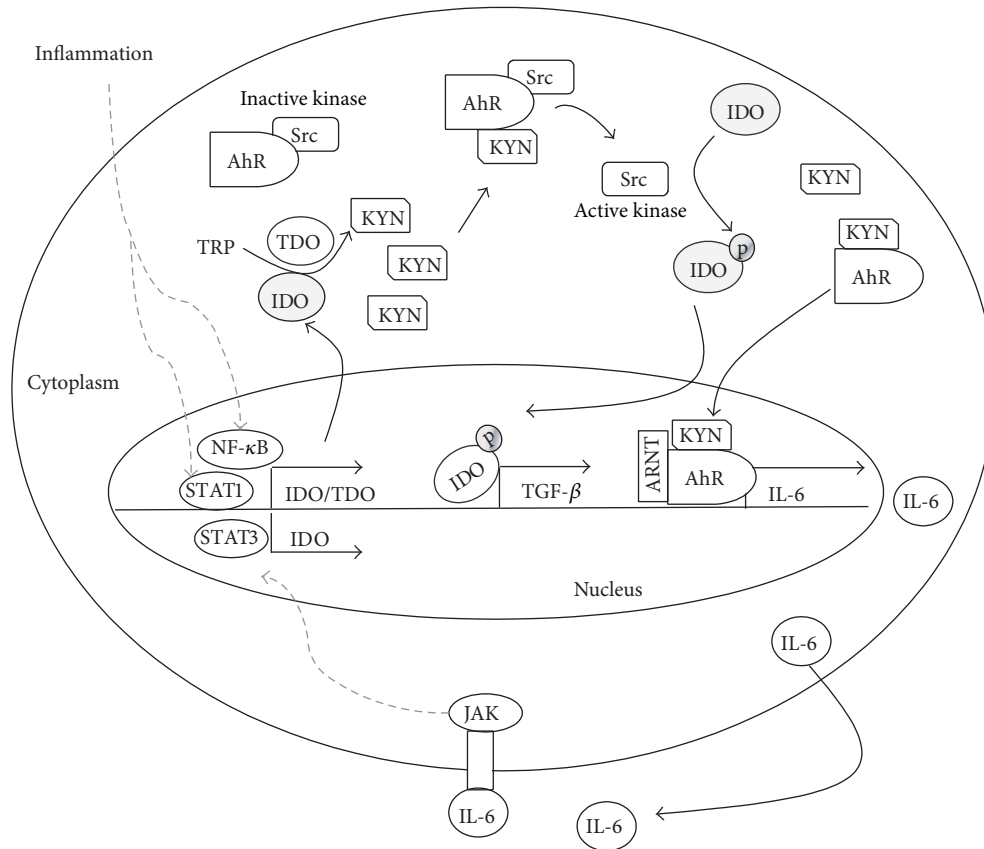 Inflammation
Inactive kinase
Src
AhR
Src
AhR
KYN
Src
Active kinase
IDO
p
IDO
KYN
KYN
AhR
TRP
TDO
IDO
KYN
KYN
KYN
Cytoplasm
NF-κB
STAT1
IDO/TDO
STAT3
IDO
p
IDO
TGF-β
ARNT
KYN
AhR
IL-6
IL-6
Nucleus
IL-6
JAK
IL-6
IL-6